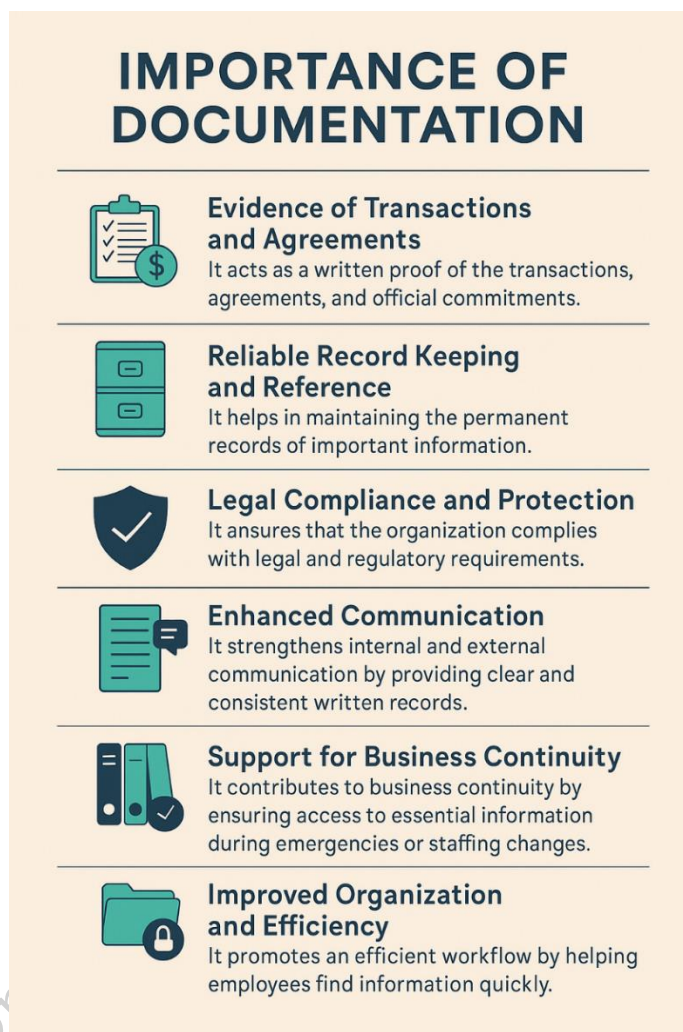 IMPORTANCE OF
DOCUMENTATION
Evidence of Transactions
and Agreements
It acts as a written proof of the transactions,
agreements, and official commitments.
Reliable Record Keeping
and Reference
It helps in maintaining the permanent
records of important information.
Legal Compliance and Protection
It ansures that the organization complies
with legal and regulatory requirements.
Enhanced Communication
It strengthens internal and external
communication by providing clear and
consistent written records.
Support for Business Continuity
It contributes to business continuity by
ensuring access to essential information
during emergencies or staffing changes.
Improved Organization
and Efficiency
It promotes an efficient workflow by helping
employees find information quickly.